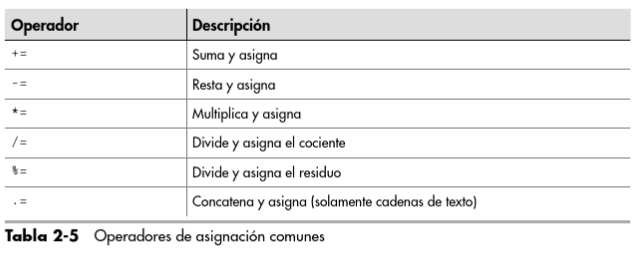 Operador Descripción
+= Suma y asigna
-= Resta y asigna
*= Multiplica y asigna
/= Divide y asigna el cociente
%= Divide y asigna el residuo
.= Concatena y asigna (solamente cadenas de texto)
Tabla 2-5 Operadores de asignación comunes